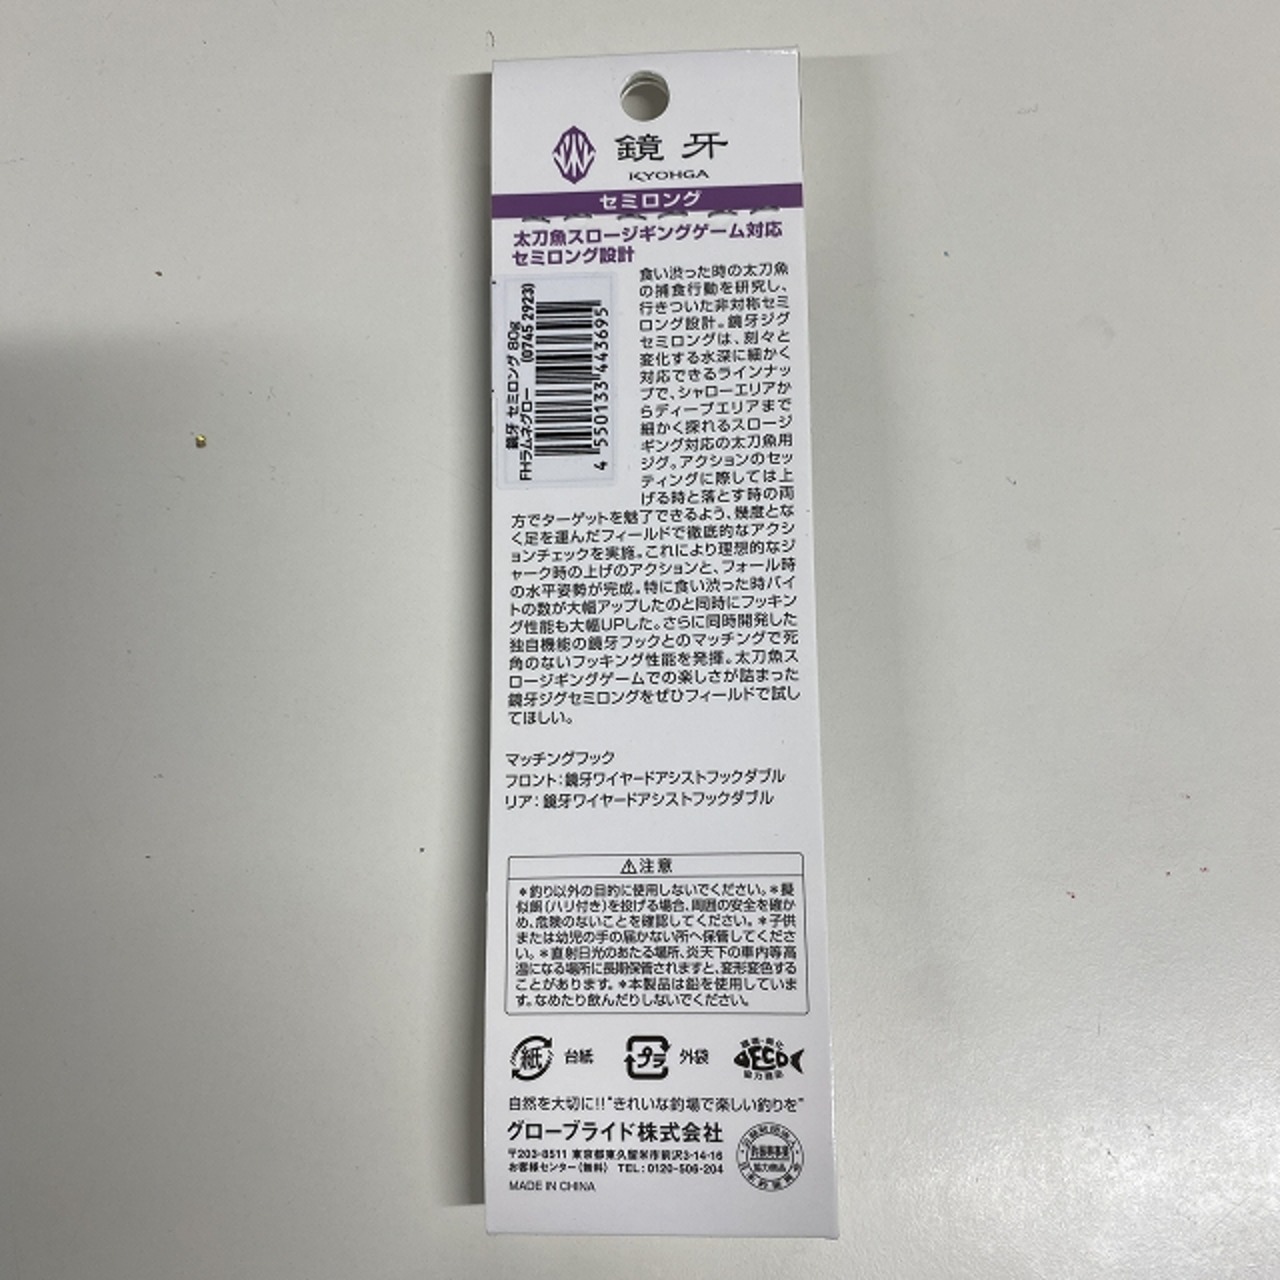 鏡牙
KYOHGA
セミロング
太刀魚スロージギングゲーム対応
セミロング設計
鏡牙 セミロング 80g
FHラムネグロー (0745 2923)
4 550133 443695
食い渋った時の太刀魚
の捕食行動を研究し、
行きついた非対称セミ
ロング設計。鏡牙ジグ
セミロングは、刻々と
変化する水深に細かく
対応できるラインナッ
プで、シャローエリアか
らディープエリアまで
細かく探れるスロージ
ギング対応の太刀魚用
ジグ。アクションのセッ
ティングに際しては上
げる時と落とす時の両
方でターゲットを魅了できるよう、幾度とな
く足を運んだフィールドで徹底的なアクシ
ョンチェックを実施。これにより理想的なジ
ャーク時の上げのアクションと、フォール時
の水平姿勢が完成。特に食い渋った時バイ
トの数が大幅アップしたのと同時にフッキン
グ性能も大幅UPした。さらに同時開発した
独自機能の鏡牙フックとのマッチングで死
角のないフッキング性能を発揮。太刀魚ス
ロージギングゲームでの楽しさが詰まった
鏡牙ジグセミロングをぜひフィールドで試し
てほしい。
マッチングフック
フロント:鏡牙ワイヤードアシストフックダブル
リア:鏡牙ワイヤードアシストフックダブル
⚠注意
*釣り以外の目的に使用しないでください。*擬
似餌(ハリ付き)を投げる場合、周囲の安全を確か
め、危険のないことを確認してください。*子供
または幼児の手の届かない所へ保管してくださ
い。*直射日光のあたる場所、炎天下の車内等高
温になる場所に長期保管されますと、変形変色する
ことがあります。*本製品は鉛を使用していま
す。なめたり飲んだりしないでください。
紙 台紙 プラ 外袋 ECO
協力商品
自然を大切に!!"きれいな釣場で楽しい釣りを"
グローブライド株式会社
〒203-8511 東京都東久留米市前沢3-14-16
お客様センター(無料) TEL:0120-506-204
MADE IN CHINA
協力商品